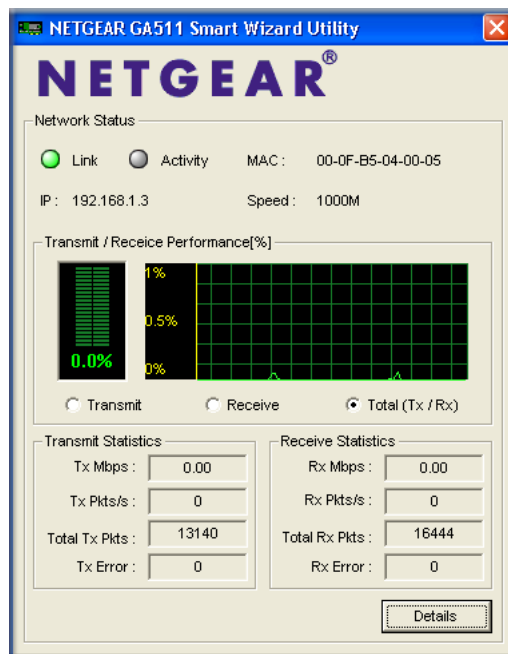 NETGEAR GA511 Smart Wizard Utility
NETGEAR®
Network Status
Link Activity MAC : 00-0F-B5-04-00-05
IP : 192.168.1.3 Speed : 1000M
Transmit / Receice Performance[%]
1%
0.5%
0.0%
0%
Transmit Receive Total (Tx / Rx)
Transmit Statistics
Tx Mbps : 0.00
Tx Pkts/s : 0
Total Tx Pkts : 13140
Tx Error : 0
Receive Statistics
Rx Mbps : 0.00
Rx Pkts/s : 0
Total Rx Pkts : 16444
Rx Error : 0
Details